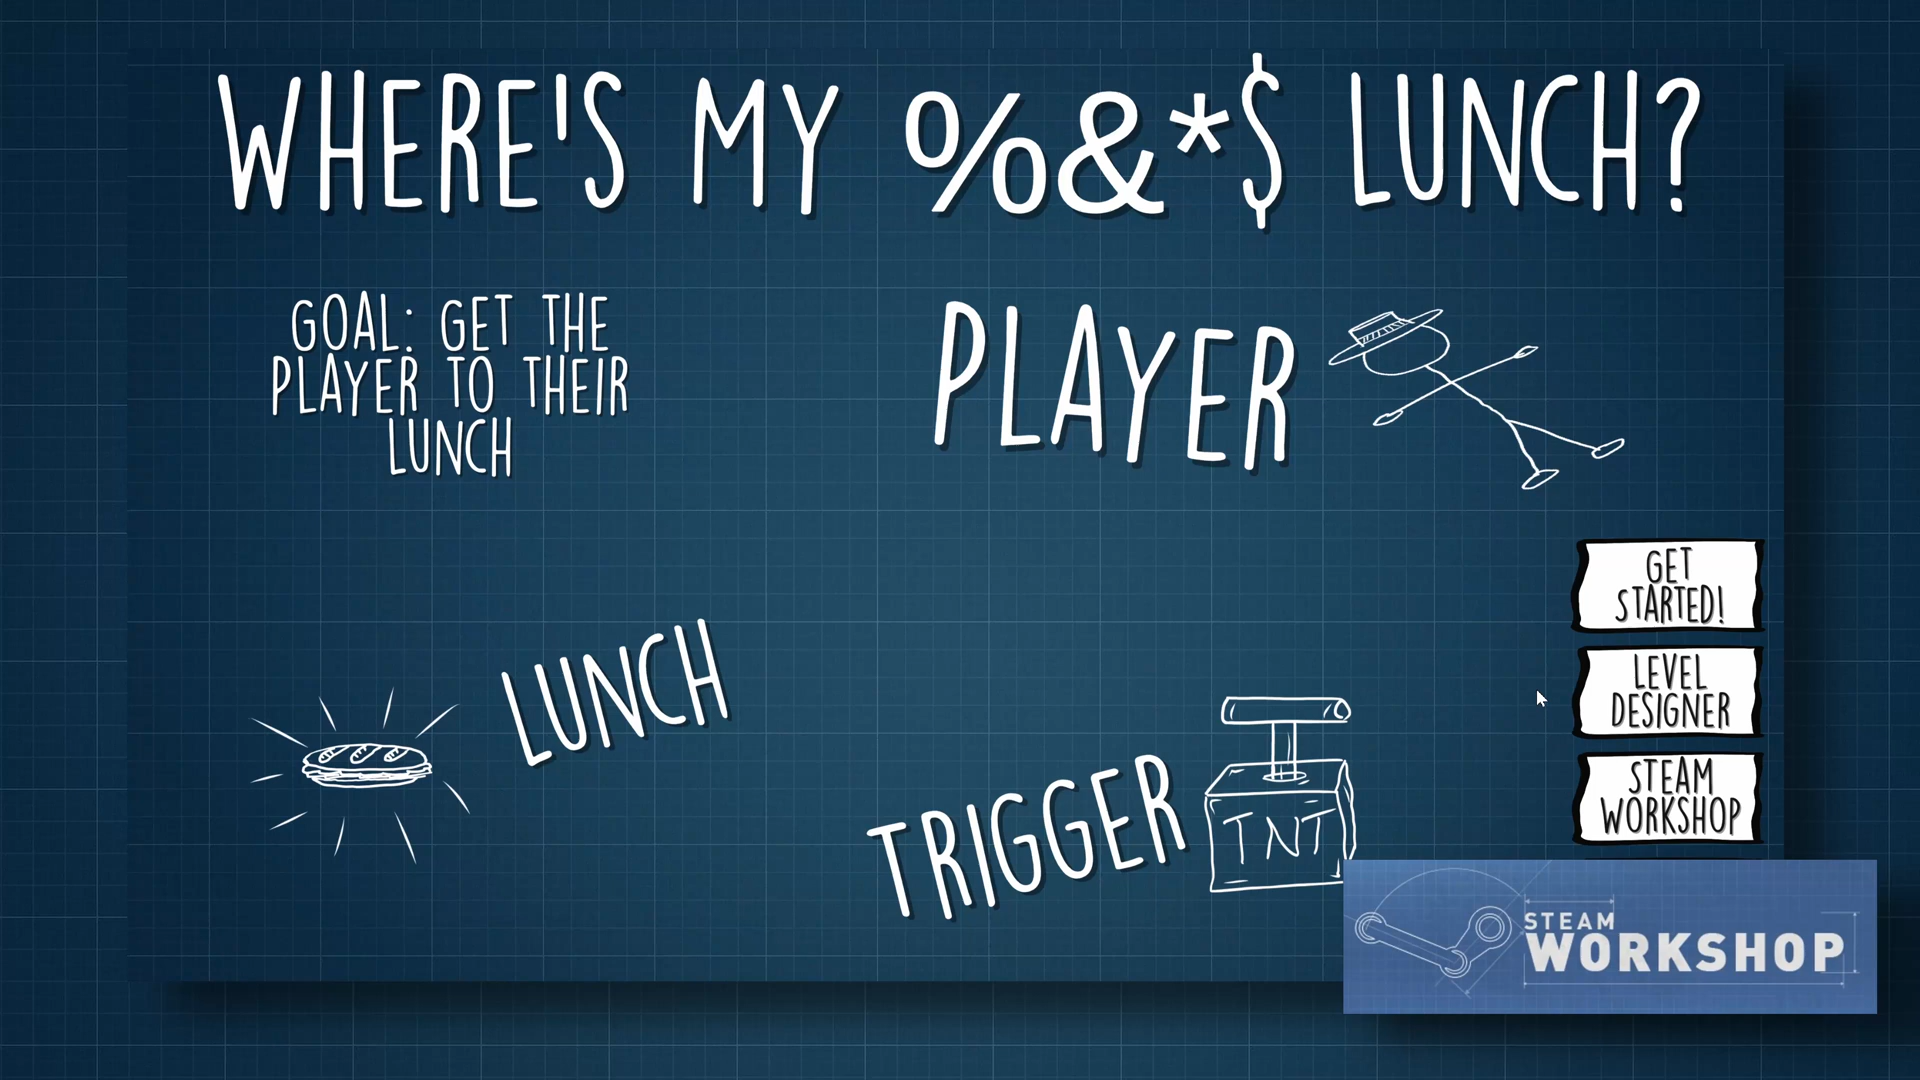 WHERE'S MY %&*$ LUNCH?
GOAL: GET THE
PLAYER TO THEIR
LUNCH
PLAYER
GET
STARTED!
LEVEL
DESIGNER
LUNCH
STEAM
WORKSHOP
TRIGGER
TNT
STEAM
WORKSHOP